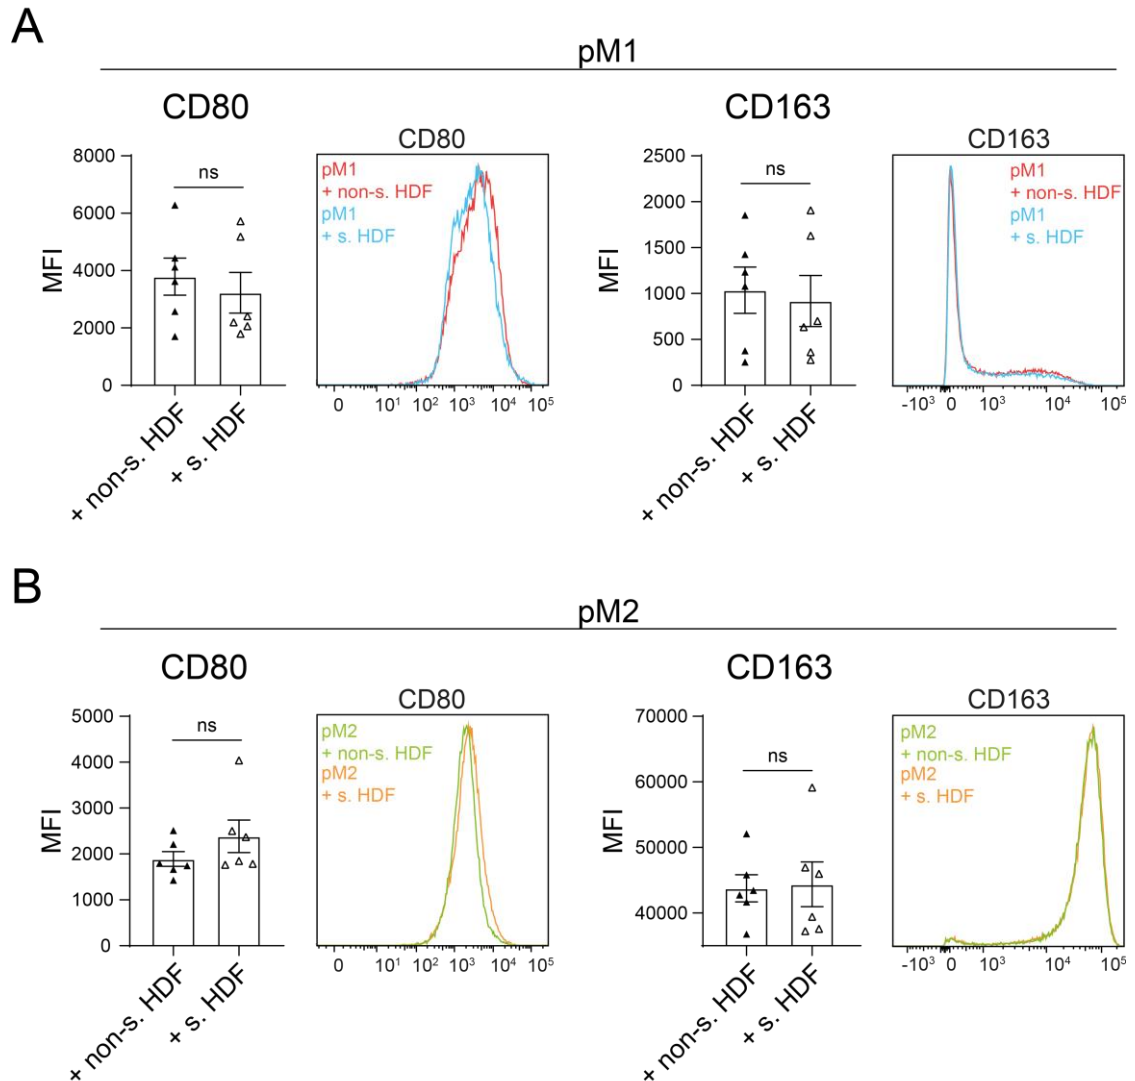 A
pM1
CD80
CD80
CD163
CD163
8000
6000
4000
2000
0
MFI
ns
+ non-s. HDF
+ s. HDF
pM1
+ non-s. HDF
pM1
+ s. HDF
0 10¹ 10² 10³ 10⁴ 10⁵
2500
2000
1500
1000
500
0
MFI
ns
+ non-s. HDF
+ s. HDF
pM1
+ non-s. HDF
pM1
+ s. HDF
-10³ 0 10³ 10⁴ 10⁵
B
pM2
CD80
CD80
CD163
CD163
5000
4000
3000
2000
1000
0
MFI
ns
+ non-s. HDF
+ s. HDF
pM2
+ non-s. HDF
pM2
+ s. HDF
0 10¹ 10² 10³ 10⁴ 10⁵
70000
60000
50000
40000
MFI
ns
+ non-s. HDF
+ s. HDF
pM2
+ non-s. HDF
pM2
+ s. HDF
-10³ 0 10³ 10⁴ 10⁵